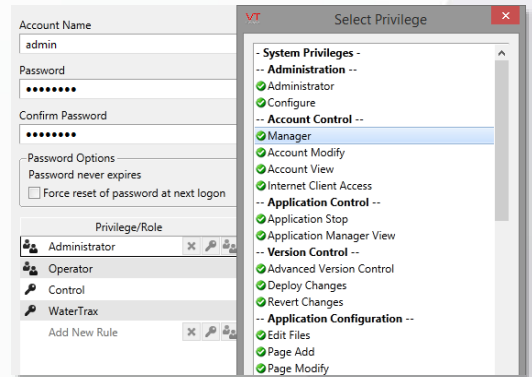 Account Name
admin
Password
●●●●●●●●
Confirm Password
●●●●●●●●
Password Options
Password never expires
Force reset of password at next logon
Privilege/Role
Administrator
Operator
Control
WaterTrax
Add New Rule
VT
Select Privilege
- System Privileges -
-- Administration --
Administrator
Configure
-- Account Control --
Manager
Account Modify
Account View
Internet Client Access
-- Application Control --
Application Stop
Application Manager View
-- Version Control --
Advanced Version Control
Deploy Changes
Revert Changes
-- Application Configuration --
Edit Files
Page Add
Page Modify